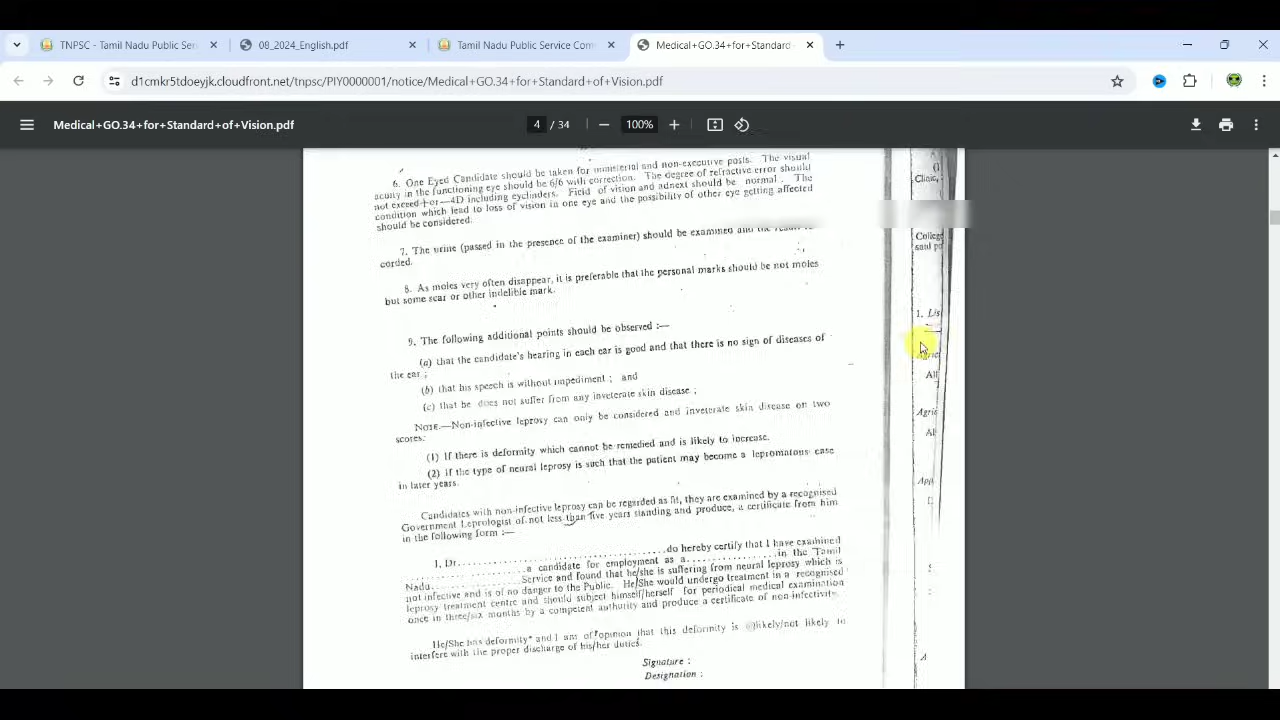 TNPSC - Tamil Nadu Public Ser
08_2024_English.pdf
Tamil Nadu Public Service Com
Medical+GO.34+for+Standard
d1cmkr5tdoeyjk.cloudfront.net/tnpsc/PIY0000001/notice/Medical+GO.34+for+Standard+of+Vision.pdf
Medical+GO.34+for+Standard+of+Vision.pdf
4 / 34
100%
6. One Eyed Candidate should be taken for ministerial and non-executive posts. The visual
acuity in the functioning eye should be 6/6 with correction. The degree of refractive error should
not exceed+or—4D including cyclinders. Field of vision and adnext should be normal. The
condition which lead to loss of vision in one eye and the possibility of other eye getting affected
should be considered.
7. The urine (passed in the presence of the examiner) should be examined and the result
corded.
8. As moles very often disappear, it is preferable that the personal marks should be not moles
but some scar or other indelible mark.
9. The following additional points should be observed :—
(a) that the candidate's hearing in each ear is good and that there is no sign of diseases of
the ear ;
(b) that his speech is without impediment ; and
(c) that he does not suffer from any inveterate skin disease ;
NOTE.—Non-infective leprosy can only be considered and inveterate skin disease on two
scores:
(1) If there is deformity which cannot be remedied and is likely to increase.
(2) if the type of neural leprosy is such that the patient may become a lepromatous case
in later years.
Candidates with non-infective leprosy can be regarded as fit, they are examined by a recognised
Government Leprologist of not less than five years standing and produce, a certificate from him
in the following form :—
I, Dr. ........................................do hereby certify that I have examined
........................a candidate for employment as a..................in the Tamil
Nadu........................Service and found that he/she is suffering from neural leprosy which is
not infective and is of no danger to the Public. He/She would undergo treatment in a recognised
leprosy treatment centre and should subject himself/herself for periodical medical examination
once in three/six months by a competent authority and produce a certificate of non-infectivity.
He/She has deformity* and I am of opinion that this deformity is @likely/not likely to
interfere with the proper discharge of his/her duties.
Signature :
Designation :
Clinic,
College
said po
1. Lis
Agric
All
Agric
All
App